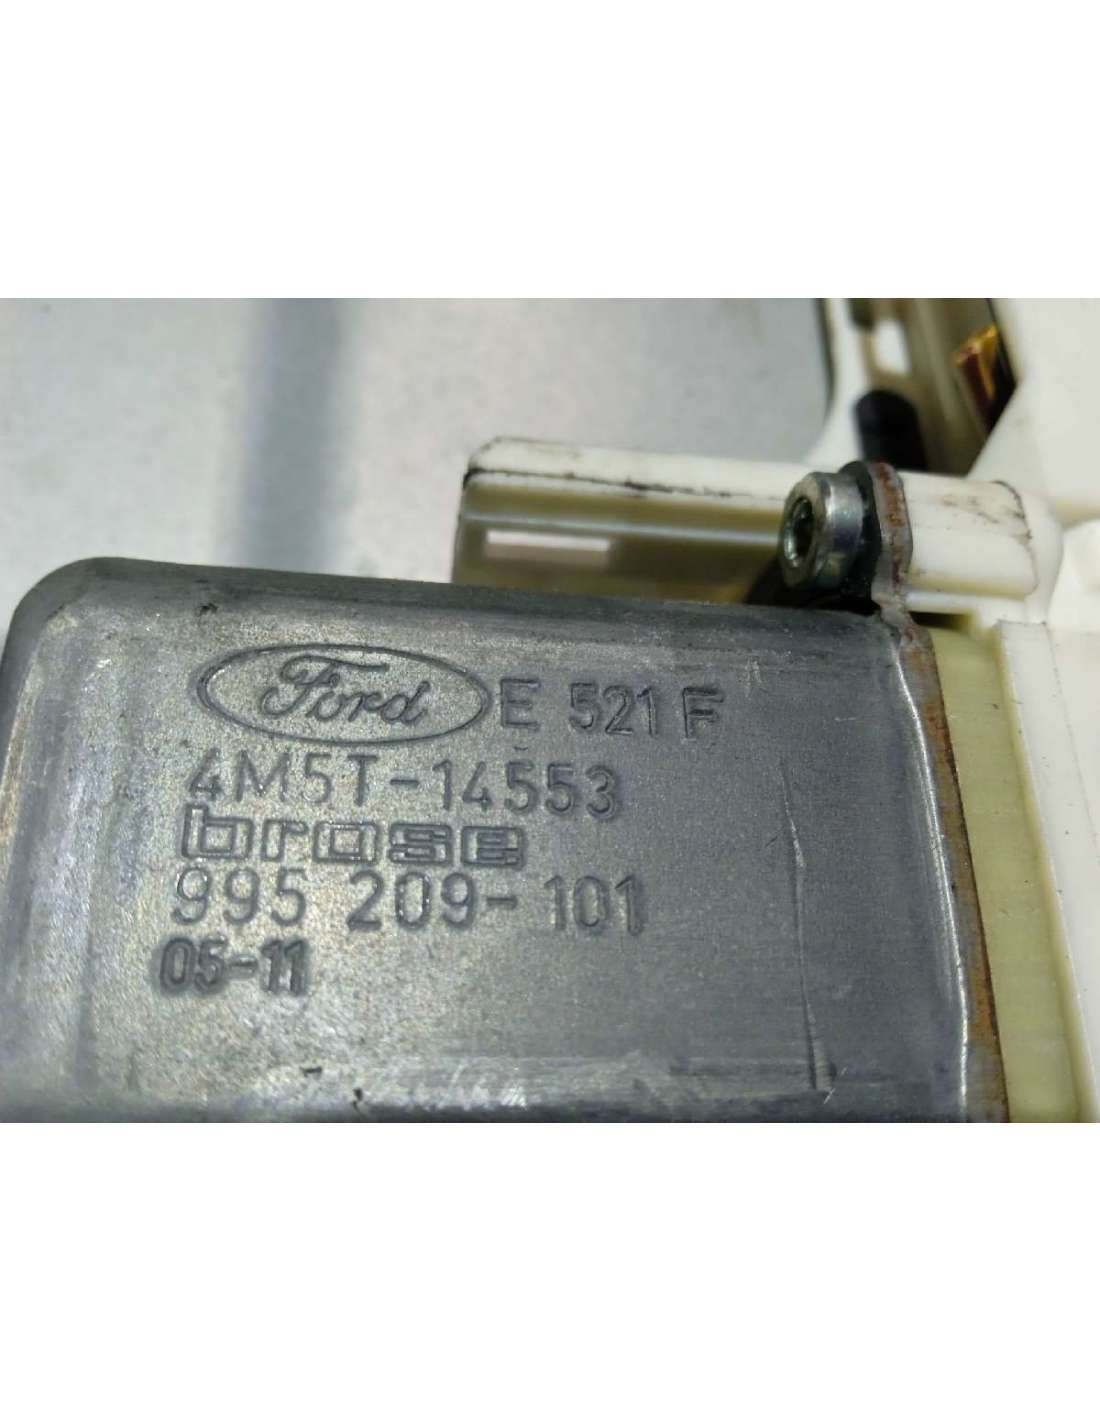 Ford E 521 F
4M5T-14553
brose
995 209-101
05-11